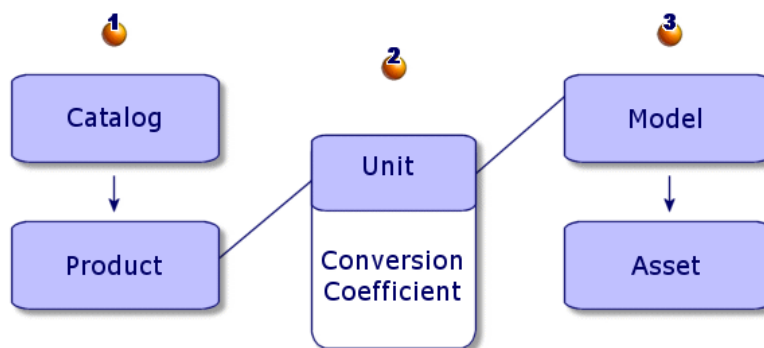 1
2
3
Catalog
Model
Unit
Product
Conversion
Coefficient
Asset